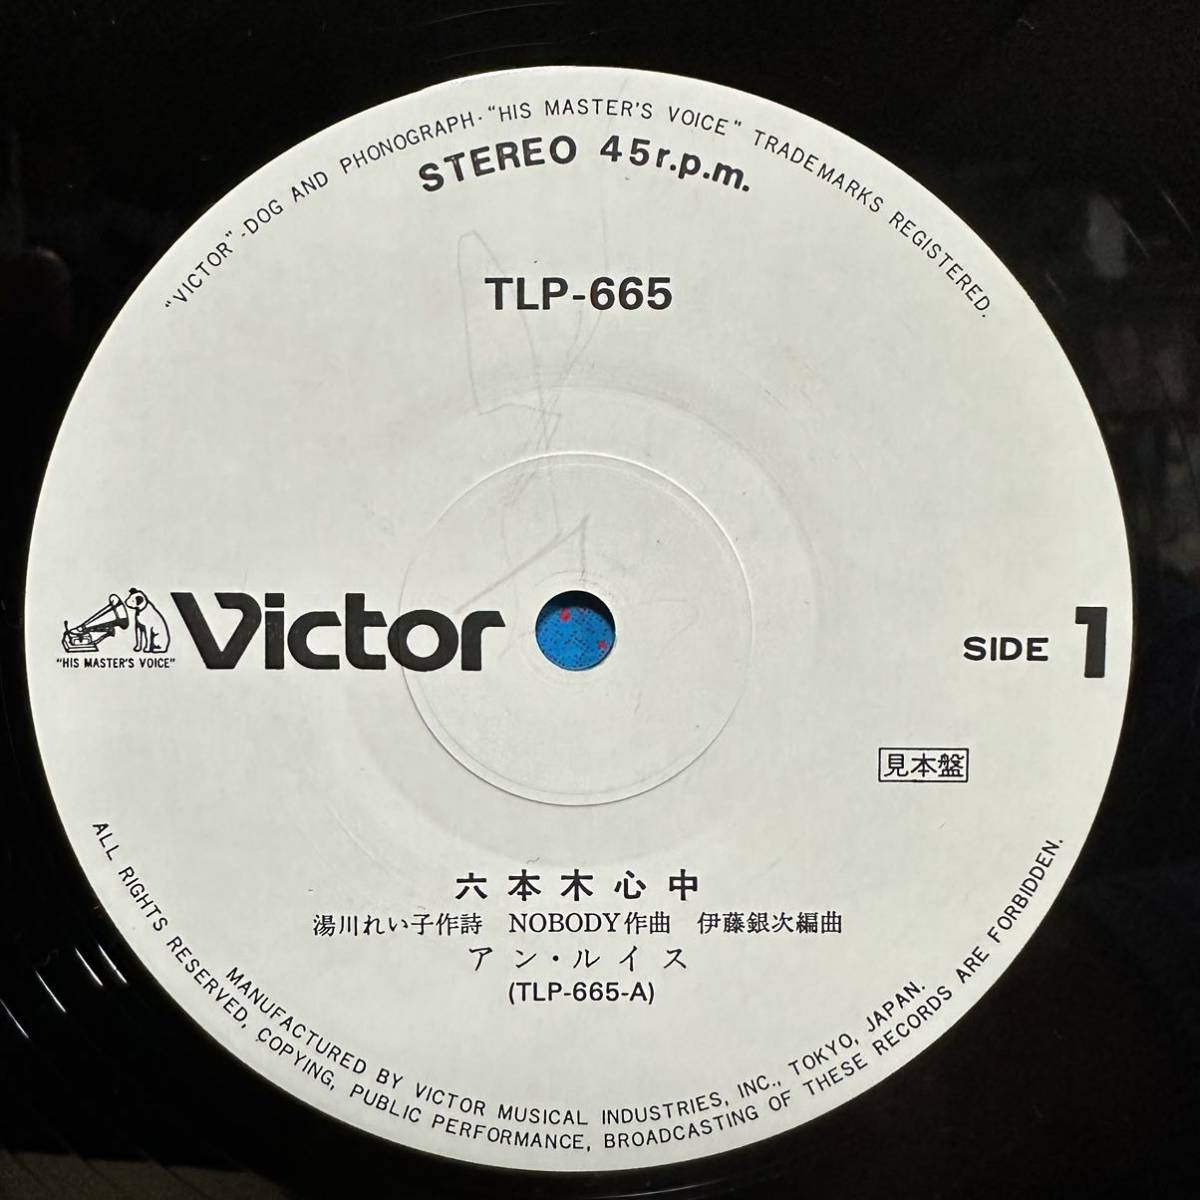 "VICTOR"-DOG AND PHONOGRAPH·"HIS MASTER'S VOICE" TRADEMARKS REGISTERED.
STEREO 45r.p.m.
TLP-665
Victor
"HIS MASTER'S VOICE"
SIDE 1
見本盤
六本木心中
湯川れい子作詩 NOBODY作曲 伊藤銀次編曲
アン・ルイス
(TLP-665-A)
MANUFACTURED BY VICTOR MUSICAL INDUSTRIES, INC., TOKYO, JAPAN.
ALL RIGHTS RESERVED, COPYING, PUBLIC PERFORMANCE, BROADCASTING OF THESE RECORDS ARE FORBIDDEN.